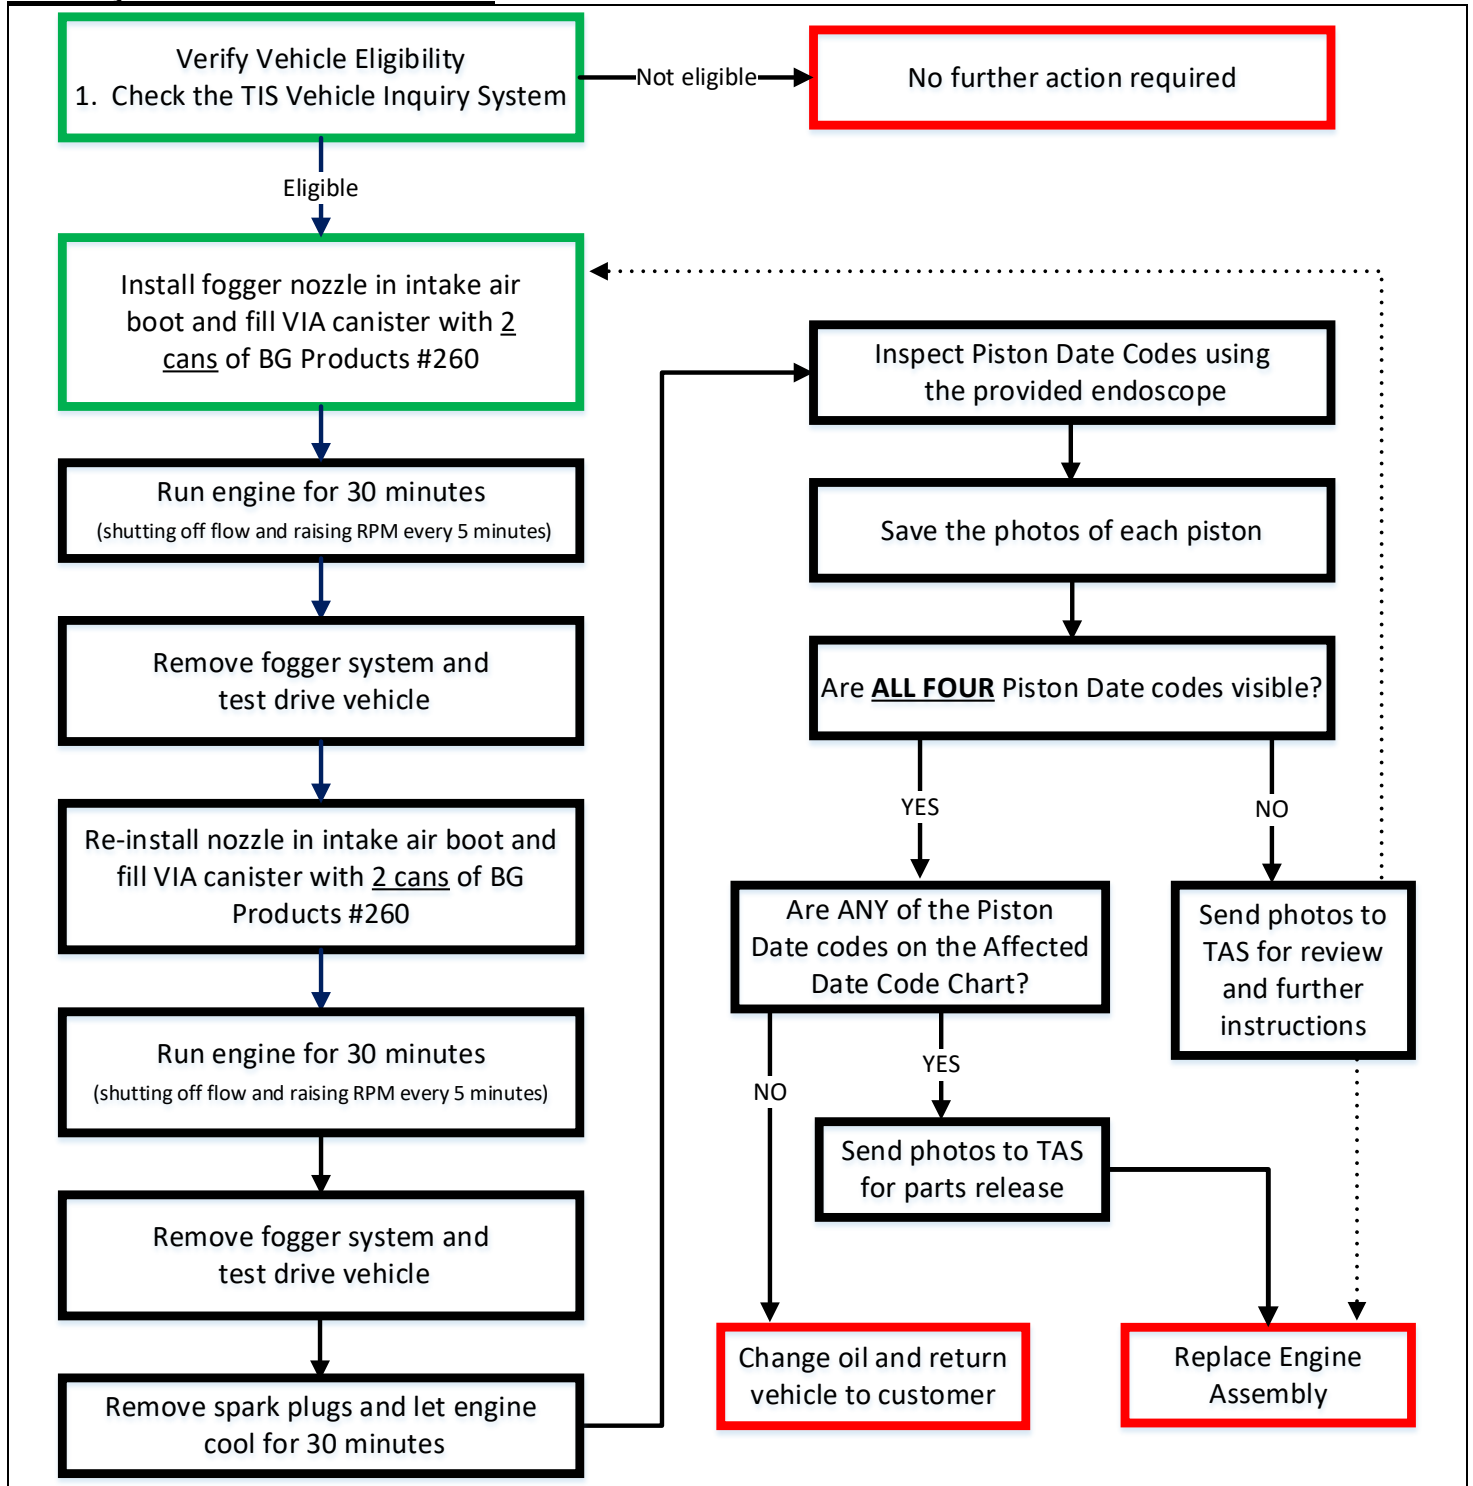 Verify Vehicle Eligibility
1. Check the TIS Vehicle Inquiry System
Not eligible
No further action required
Eligible
Install fogger nozzle in intake air
boot and fill VIA canister with 2
cans of BG Products #260
Run engine for 30 minutes
(shutting off flow and raising RPM every 5 minutes)
Remove fogger system and
test drive vehicle
Re-install nozzle in intake air boot and
fill VIA canister with 2 cans of BG
Products #260
Run engine for 30 minutes
(shutting off flow and raising RPM every 5 minutes)
Remove fogger system and
test drive vehicle
Remove spark plugs and let engine
cool for 30 minutes
Inspect Piston Date Codes using
the provided endoscope
Save the photos of each piston
Are ALL FOUR Piston Date codes visible?
YES
NO
Are ANY of the Piston
Date codes on the Affected
Date Code Chart?
Send photos to
TAS for review
and further
instructions
NO
YES
Send photos to TAS
for parts release
Change oil and return
vehicle to customer
Replace Engine
Assembly